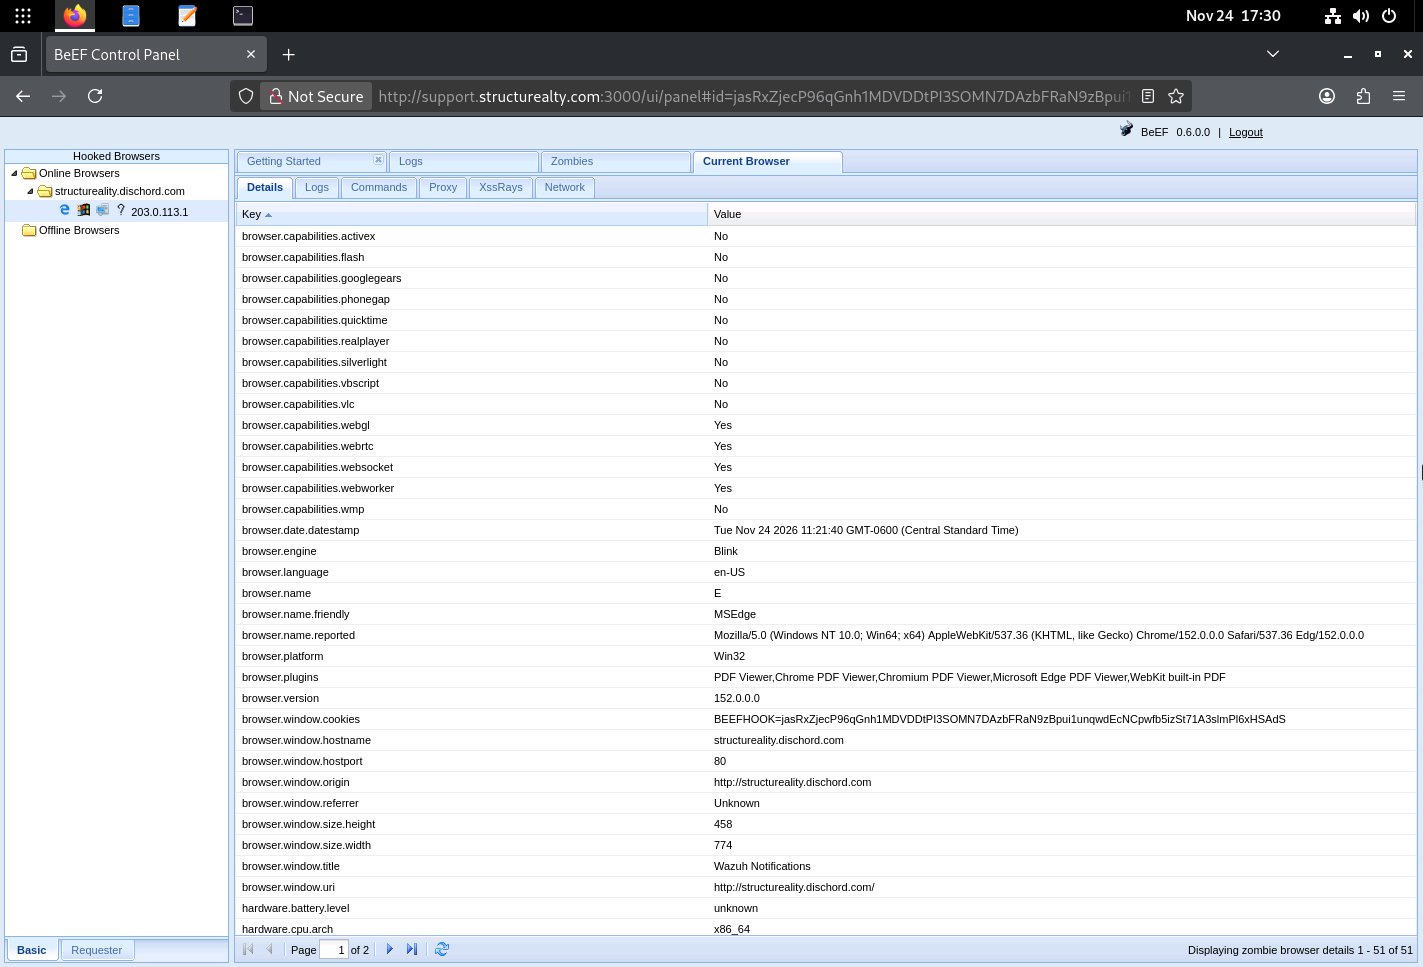 Nov 24 17:30
BeEF Control Panel
Not Secure http://support.structurealty.com:3000/ui/panel#id=jasRxZjecP96qGnh1MDVDDtPI3SOMN7DAzbFRaN9zBpui1
BeEF 0.6.0.0 | Logout
Hooked Browsers
Online Browsers
structureality.dischord.com
? 203.0.113.1
Offline Browsers
Basic Requester
Getting Started Logs Zombies Current Browser
Details Logs Commands Proxy XssRays Network
Key Value
browser.capabilities.activex No
browser.capabilities.flash No
browser.capabilities.googlegears No
browser.capabilities.phonegap No
browser.capabilities.quicktime No
browser.capabilities.realplayer No
browser.capabilities.silverlight No
browser.capabilities.vbscript No
browser.capabilities.vlc No
browser.capabilities.webgl Yes
browser.capabilities.webrtc Yes
browser.capabilities.websocket Yes
browser.capabilities.webworker Yes
browser.capabilities.wmp No
browser.date.datestamp Tue Nov 24 2026 11:21:40 GMT-0600 (Central Standard Time)
browser.engine Blink
browser.language en-US
browser.name E
browser.name.friendly MSEdge
browser.name.reported Mozilla/5.0 (Windows NT 10.0; Win64; x64) AppleWebKit/537.36 (KHTML, like Gecko) Chrome/152.0.0.0 Safari/537.36 Edg/152.0.0.0
browser.platform Win32
browser.plugins PDF Viewer,Chrome PDF Viewer,Chromium PDF Viewer,Microsoft Edge PDF Viewer,WebKit built-in PDF
browser.version 152.0.0.0
browser.window.cookies BEEFHOOK=jasRxZjecP96qGnh1MDVDDtPI3SOMN7DAzbFRaN9zBpui1unqwdEcNCpwfb5izSt71A3slmPl6xHSAdS
browser.window.hostname structureality.dischord.com
browser.window.hostport 80
browser.window.origin http://structureality.dischord.com
browser.window.referrer Unknown
browser.window.size.height 458
browser.window.size.width 774
browser.window.title Wazuh Notifications
browser.window.uri http://structureality.dischord.com/
hardware.battery.level unknown
hardware.cpu.arch x86_64
Page 1 of 2 Displaying zombie browser details 1 - 51 of 51